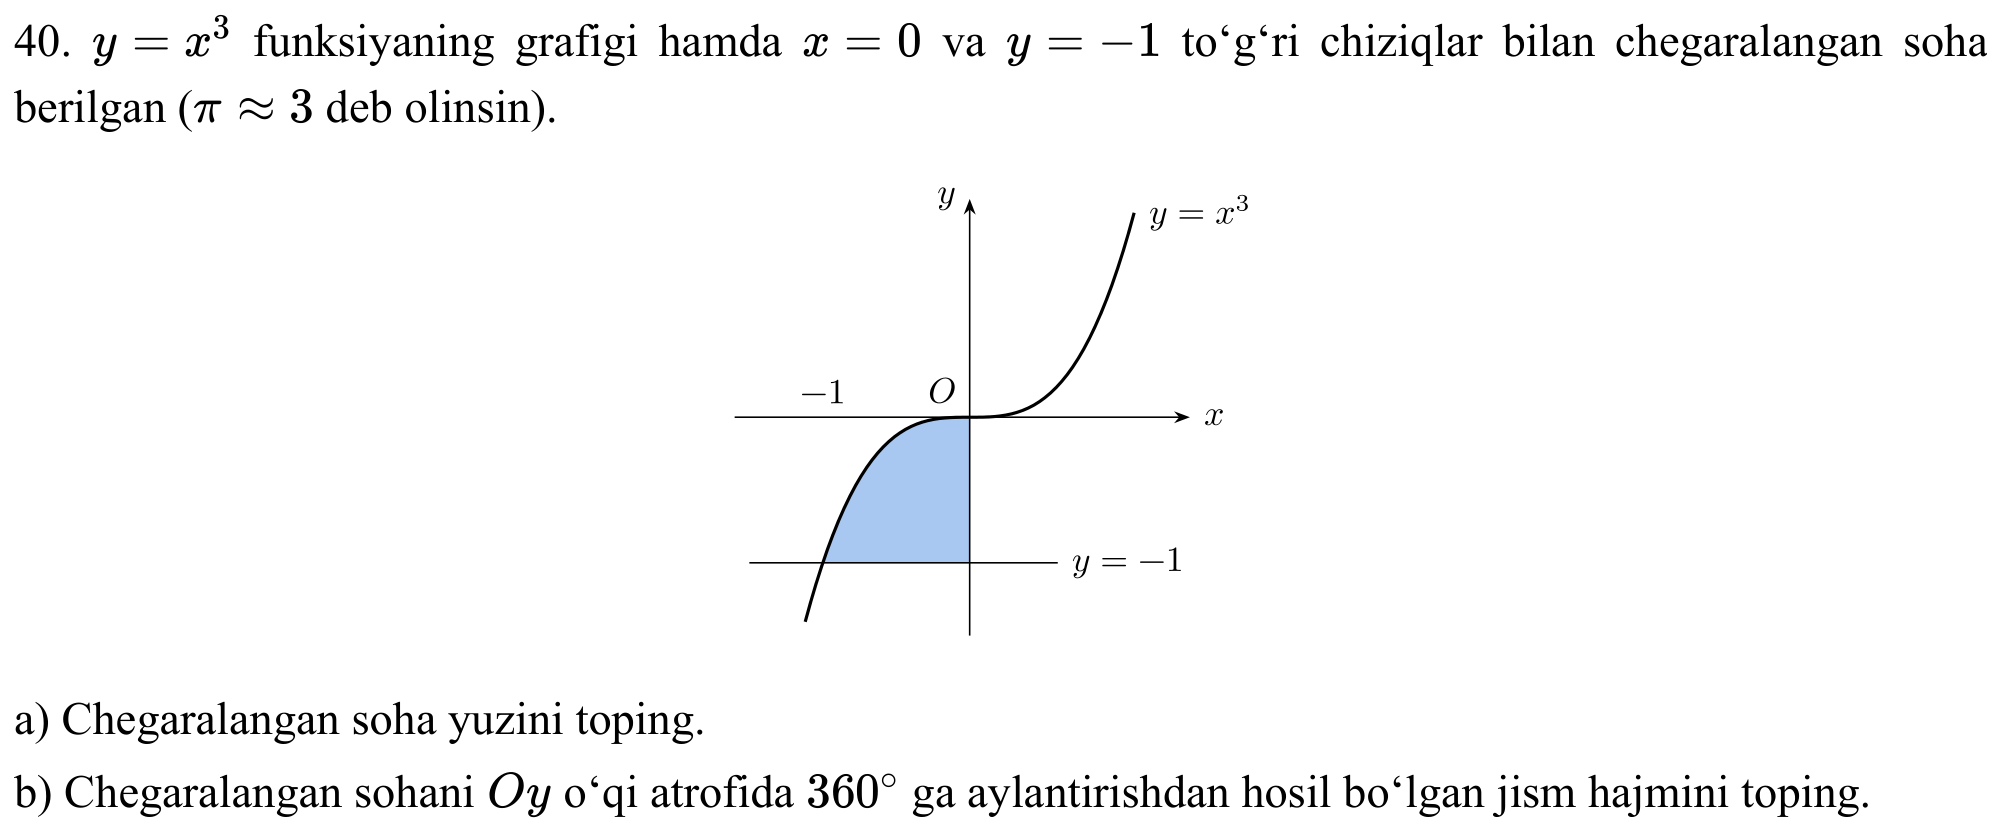 40. y = x³ funksiyaning grafigi hamda x = 0 va y = −1 to‘g‘ri chiziqlar bilan chegaralangan soha
berilgan (π ≈ 3 deb olinsin).
y
y = x³
−1
O
x
y = −1
a) Chegaralangan soha yuzini toping.
b) Chegaralangan sohani Oy o‘qi atrofida 360° ga aylantirishdan hosil bo‘lgan jism hajmini toping.